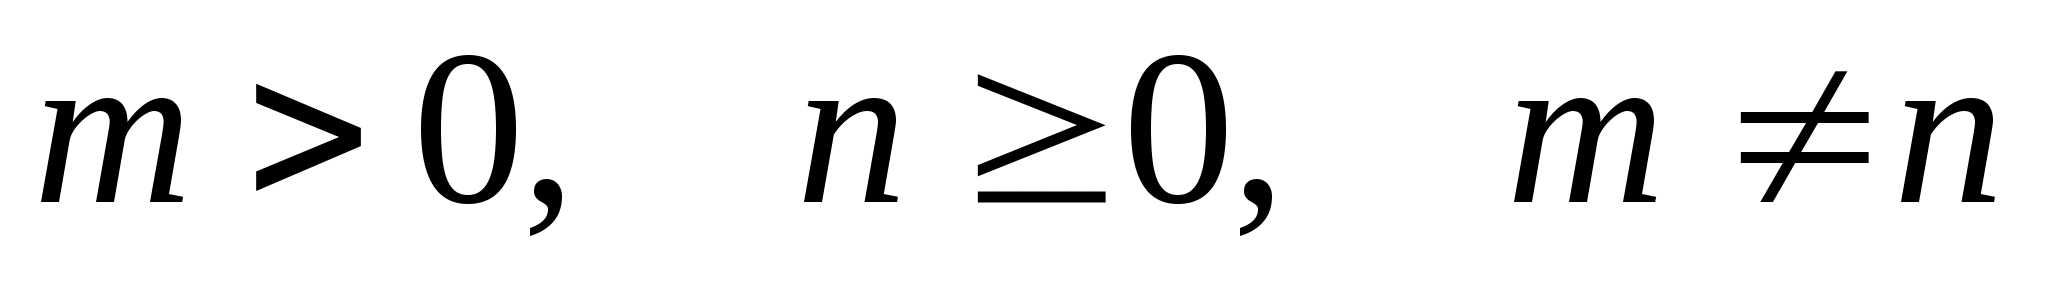 m > 0, n ≥ 0, m ≠ n